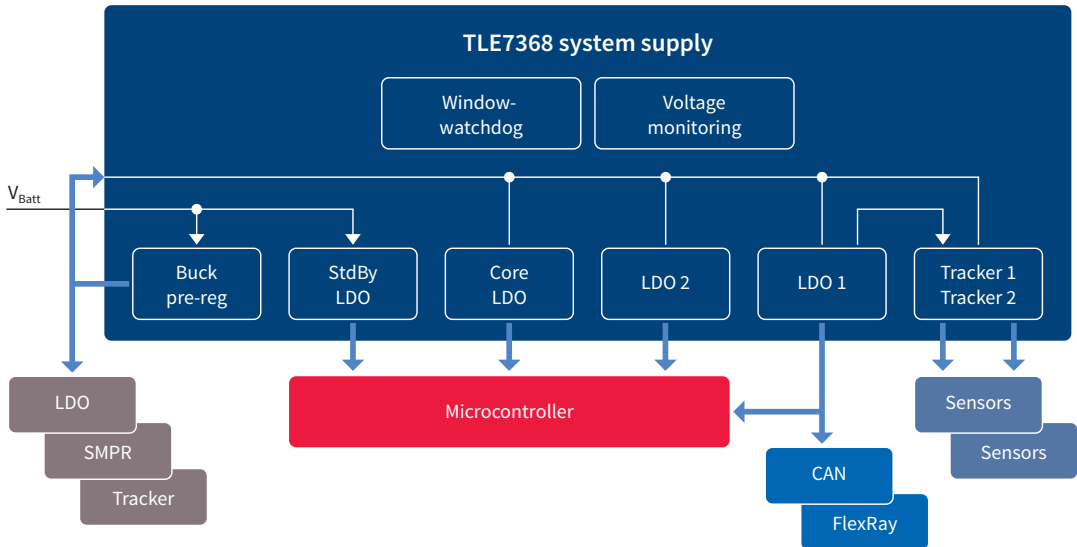 TLE7368 system supply
Window-
watchdog
Voltage
monitoring
VBatt
Buck
pre-reg
StdBy
LDO
Core
LDO
LDO 2
LDO 1
Tracker 1
Tracker 2
LDO
SMPR
Tracker
Microcontroller
CAN
FlexRay
Sensors
Sensors